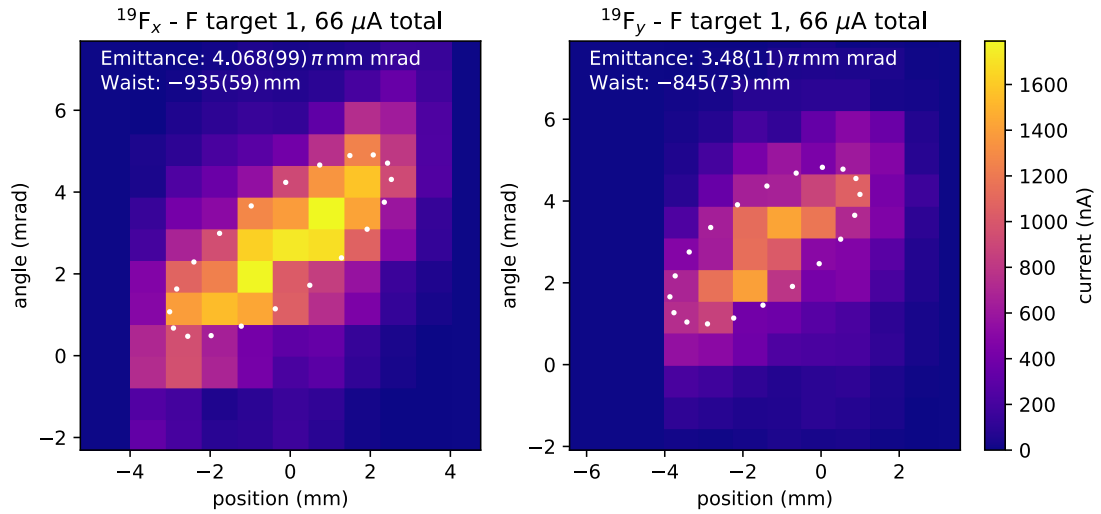 ¹⁹Fₓ - F target 1, 66 μA total
Emittance: 4.068(99) π mm mrad
Waist: −935(59) mm
angle (mrad)
6
4
2
0
−2
−4
−2
0
2
4
position (mm)
¹⁹Fᵧ - F target 1, 66 μA total
Emittance: 3.48(11) π mm mrad
Waist: −845(73) mm
angle (mrad)
6
4
2
0
−2
−6
−4
−2
0
2
position (mm)
1600
1400
1200
1000
800
600
400
200
0
current (nA)